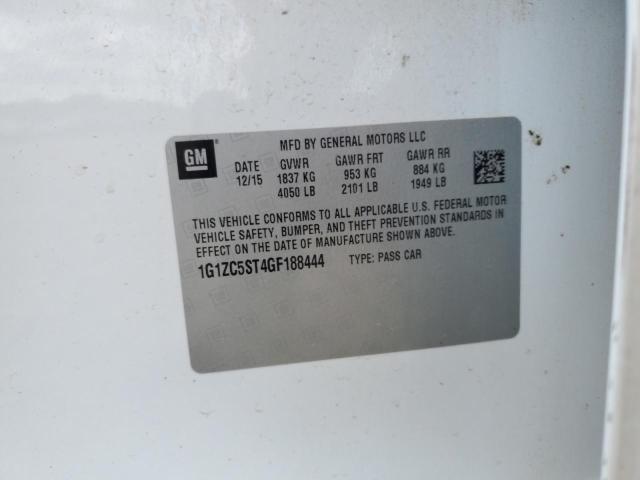 GM
MFD BY GENERAL MOTORS LLC
DATE GVWR GAWR FRT GAWR RR
12/15 1837 KG 953 KG 884 KG
4050 LB 2101 LB 1949 LB
THIS VEHICLE CONFORMS TO ALL APPLICABLE U.S. FEDERAL MOTOR
VEHICLE SAFETY, BUMPER, AND THEFT PREVENTION STANDARDS IN
EFFECT ON THE DATE OF MANUFACTURE SHOWN ABOVE.
1G1ZC5ST4GF188444 TYPE: PASS CAR